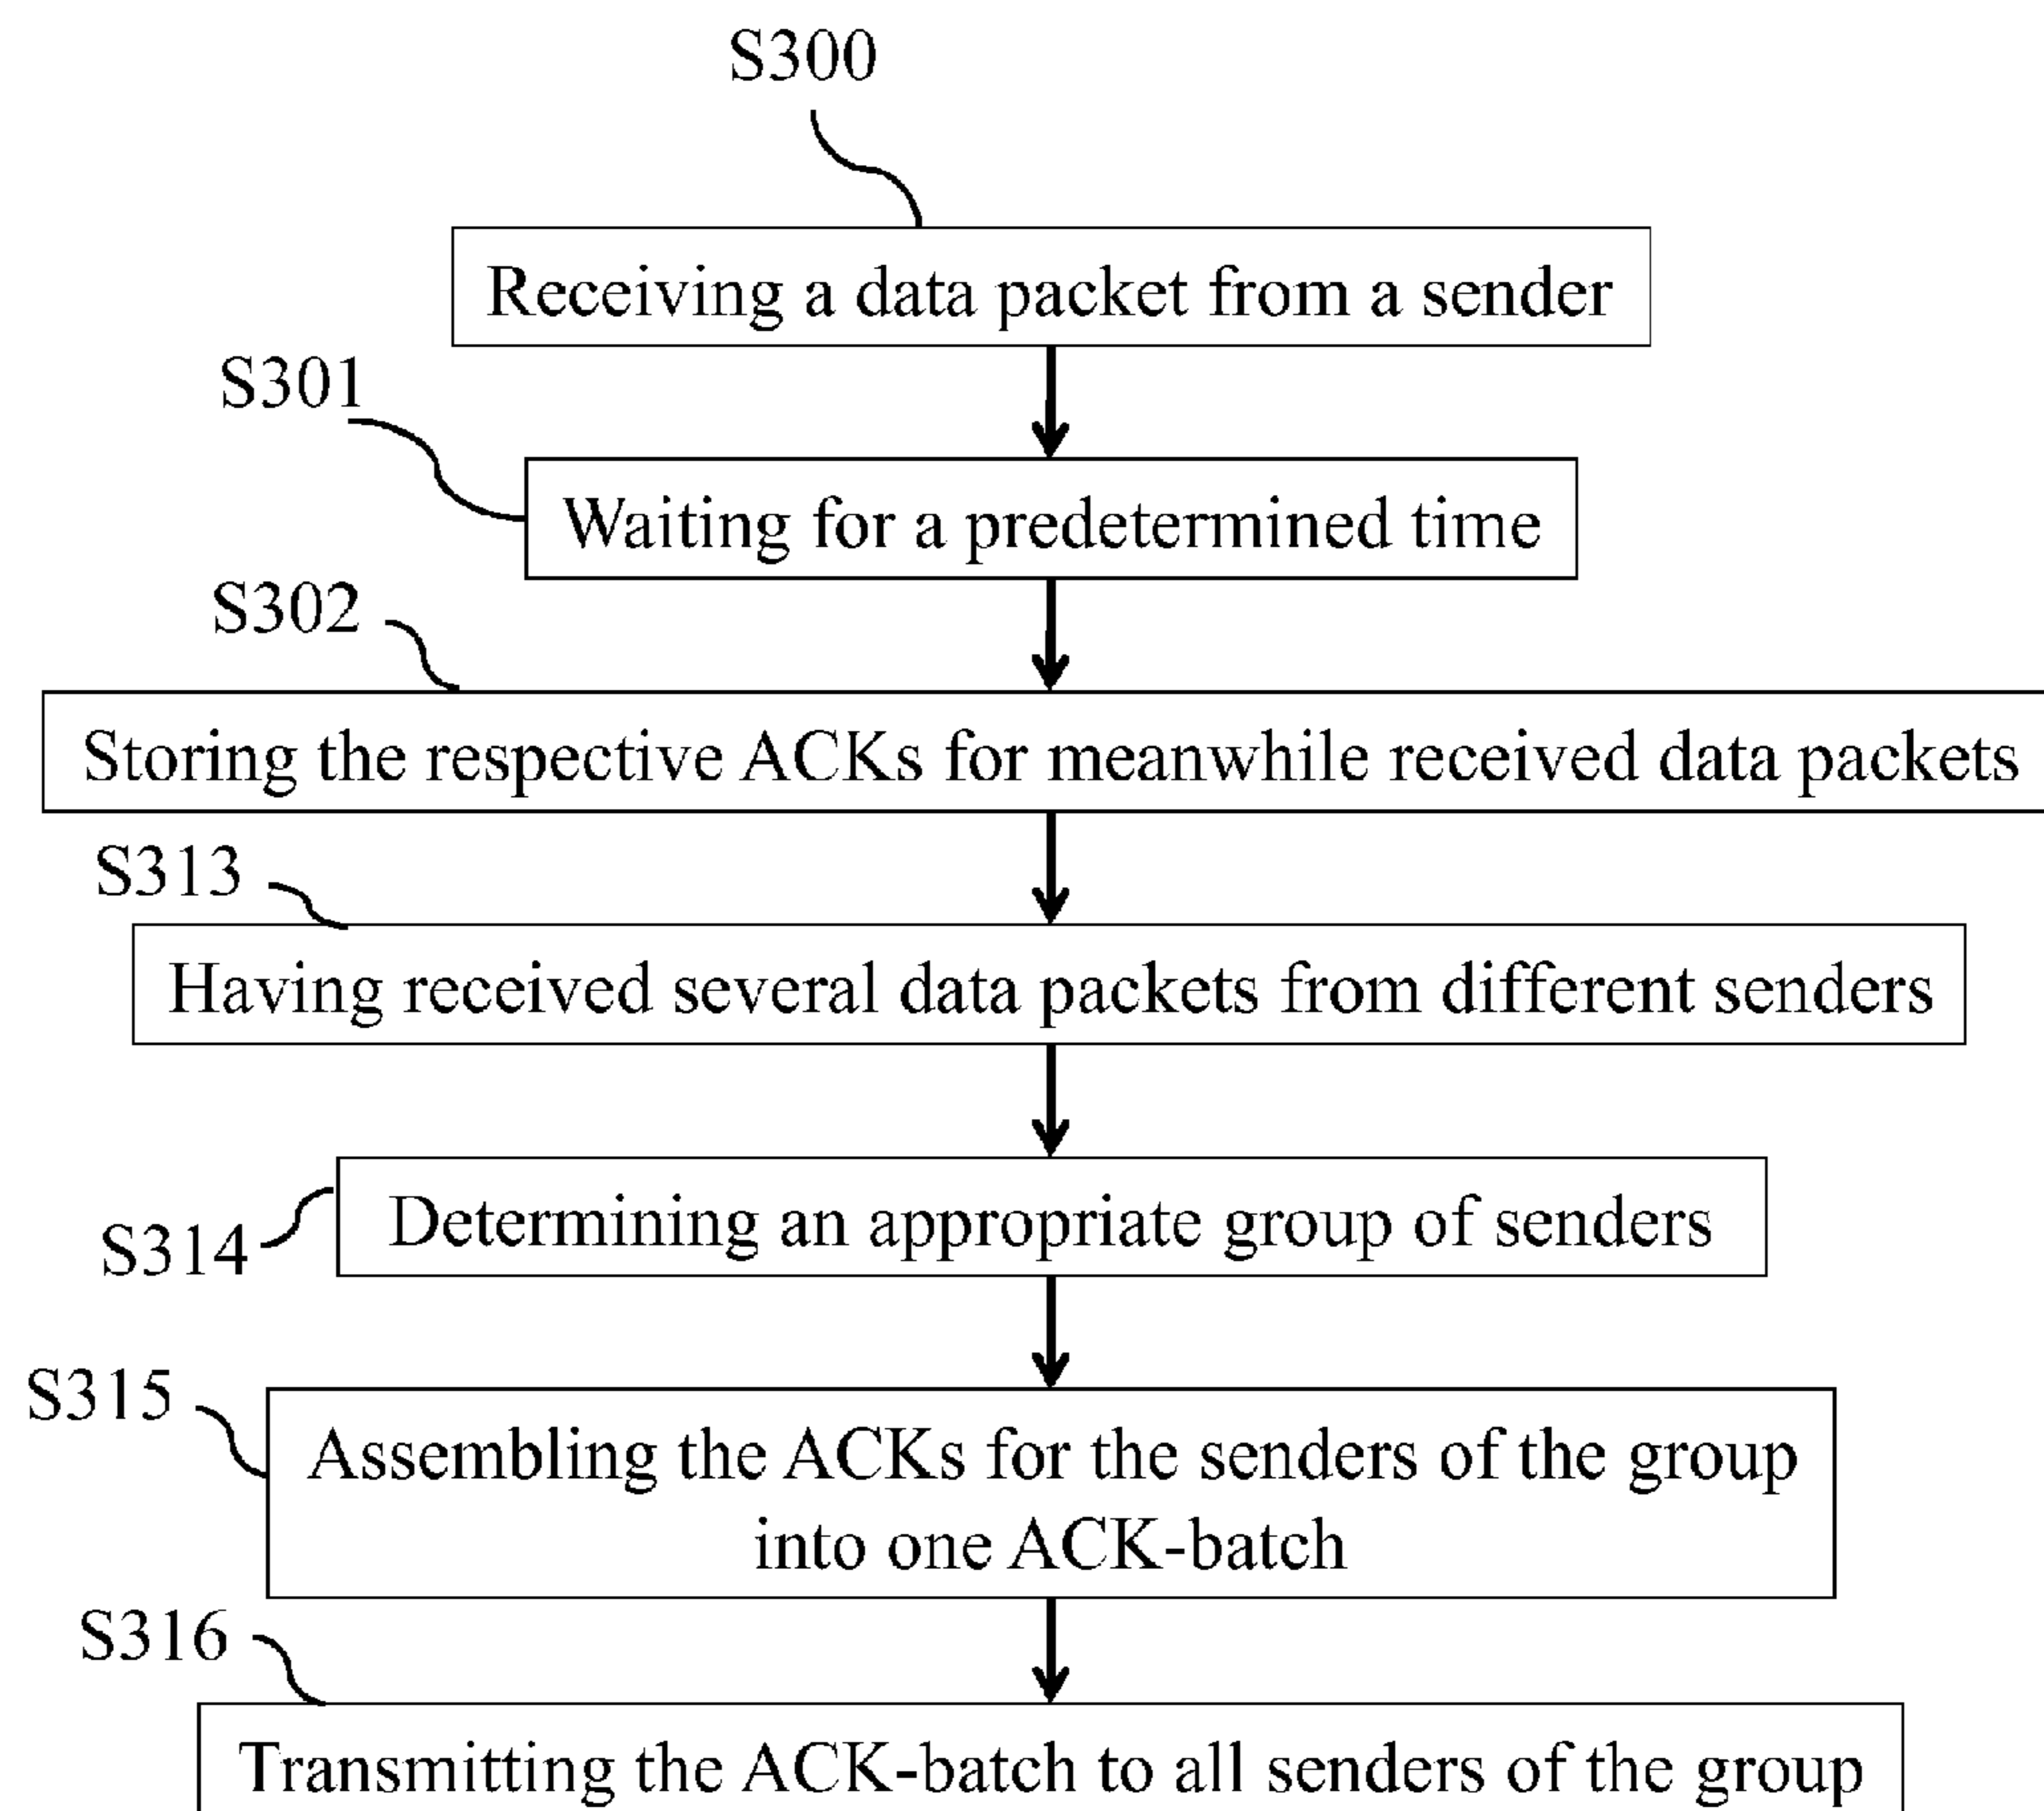 S300
Receiving a data packet from a sender
S301
Waiting for a predetermined time
S302
Storing the respective ACKs for meanwhile received data packets
S313
Having received several data packets from different senders
S314
Determining an appropriate group of senders
S315
Assembling the ACKs for the senders of the group
into one ACK-batch
S316
Transmitting the ACK-batch to all senders of the group